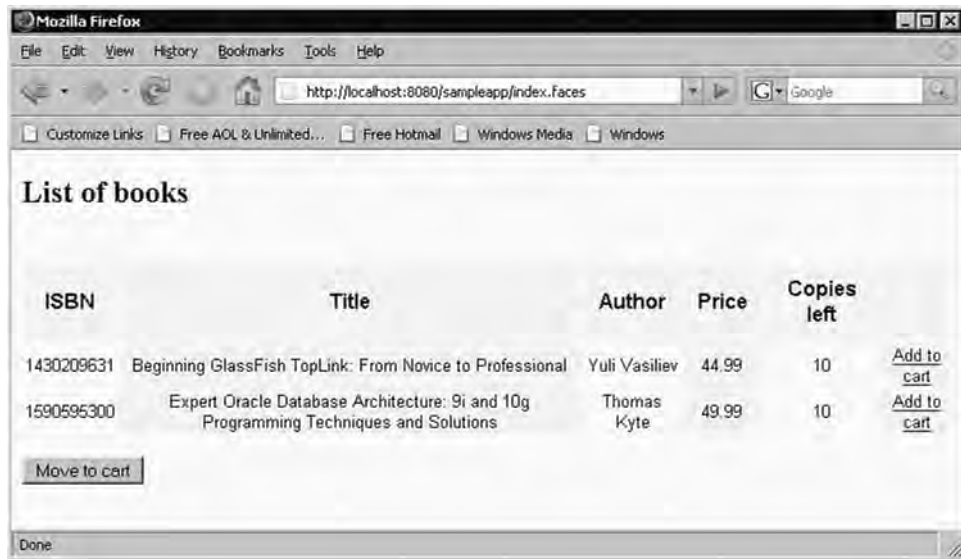 Mozilla Firefox
File Edit View History Bookmarks Tools Help
http://localhost:8080/sampleapp/index.faces
G Google
Customize Links Free AOL & Unlimited... Free Hotmail Windows Media Windows
List of books
ISBN Title Author Price Copies left
1430209631 Beginning GlassFish TopLink: From Novice to Professional Yuli Vasiliev 44.99 10 Add to cart
1590595300 Expert Oracle Database Architecture: 9i and 10g Programming Techniques and Solutions Thomas Kyte 49.99 10 Add to cart
Move to cart
Done